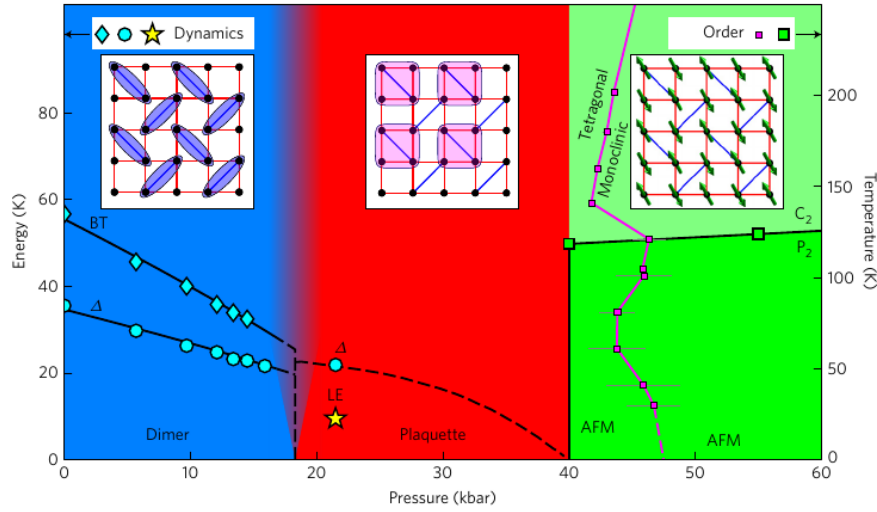 Dynamics
Order
80
60
40
20
0
Energy (K)
200
150
100
50
0
Temperature (K)
BT
Δ
Δ
LE
Tetragonal
Monoclinic
C2
P2
Dimer
Plaquette
AFM
AFM
0
10
20
30
40
50
60
Pressure (kbar)